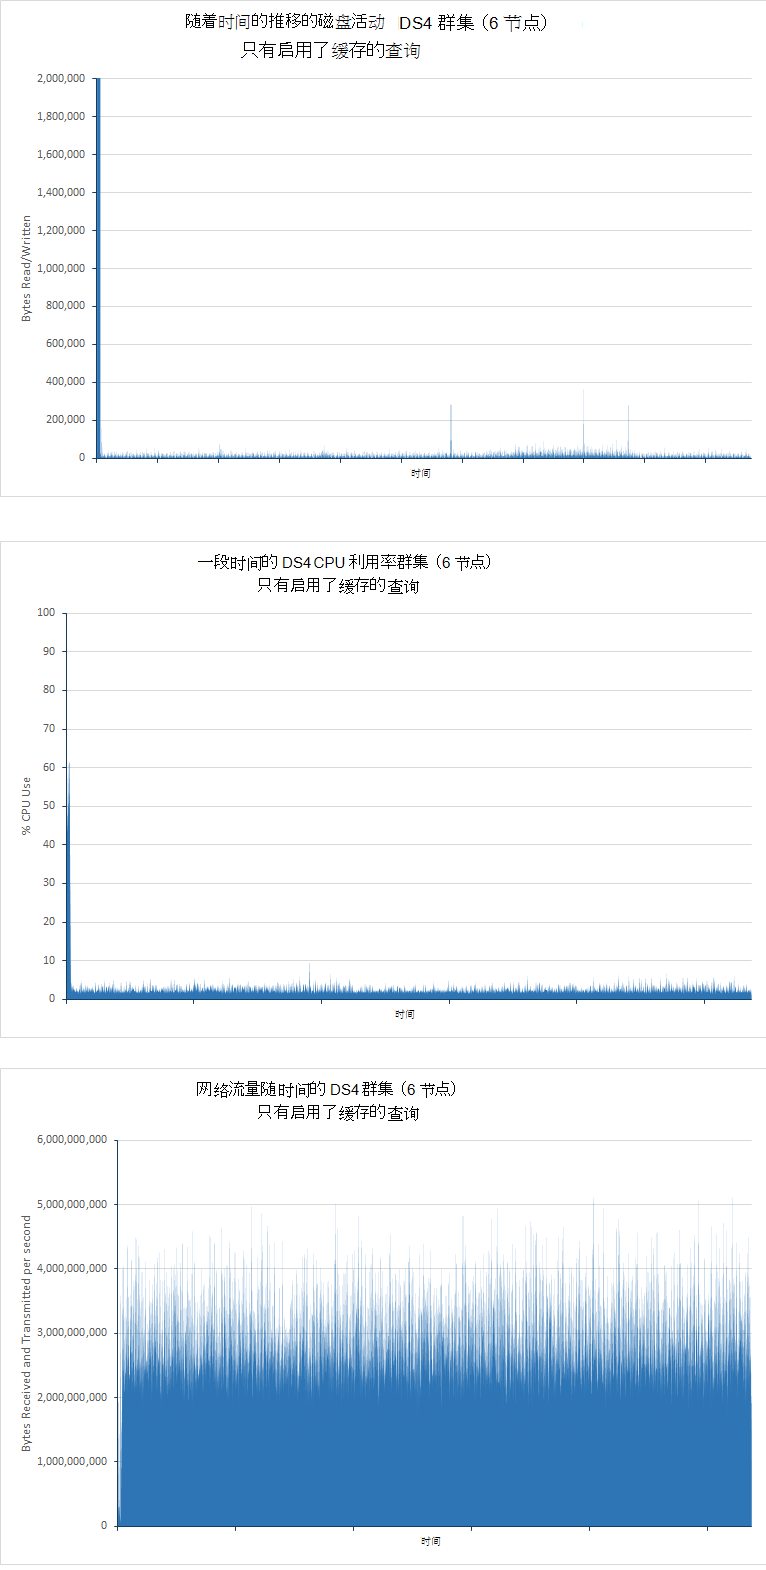 随着时间的推移的磁盘活动 DS4 群集（6 节点）
只有启用了缓存的查询
2,000,000
1,800,000
1,600,000
1,400,000
1,200,000
1,000,000
800,000
600,000
400,000
200,000
0
Bytes Read/Written
时间
一段时间的 DS4 CPU 利用率群集（6 节点）
只有启用了缓存的查询
100
90
80
70
60
50
40
30
20
10
0
% CPU Use
时间
网络流量随时间的 DS4 群集（6 节点）
只有启用了缓存的查询
6,000,000,000
5,000,000,000
4,000,000,000
3,000,000,000
2,000,000,000
1,000,000,000
0
Bytes Received and Transmitted per second
时间